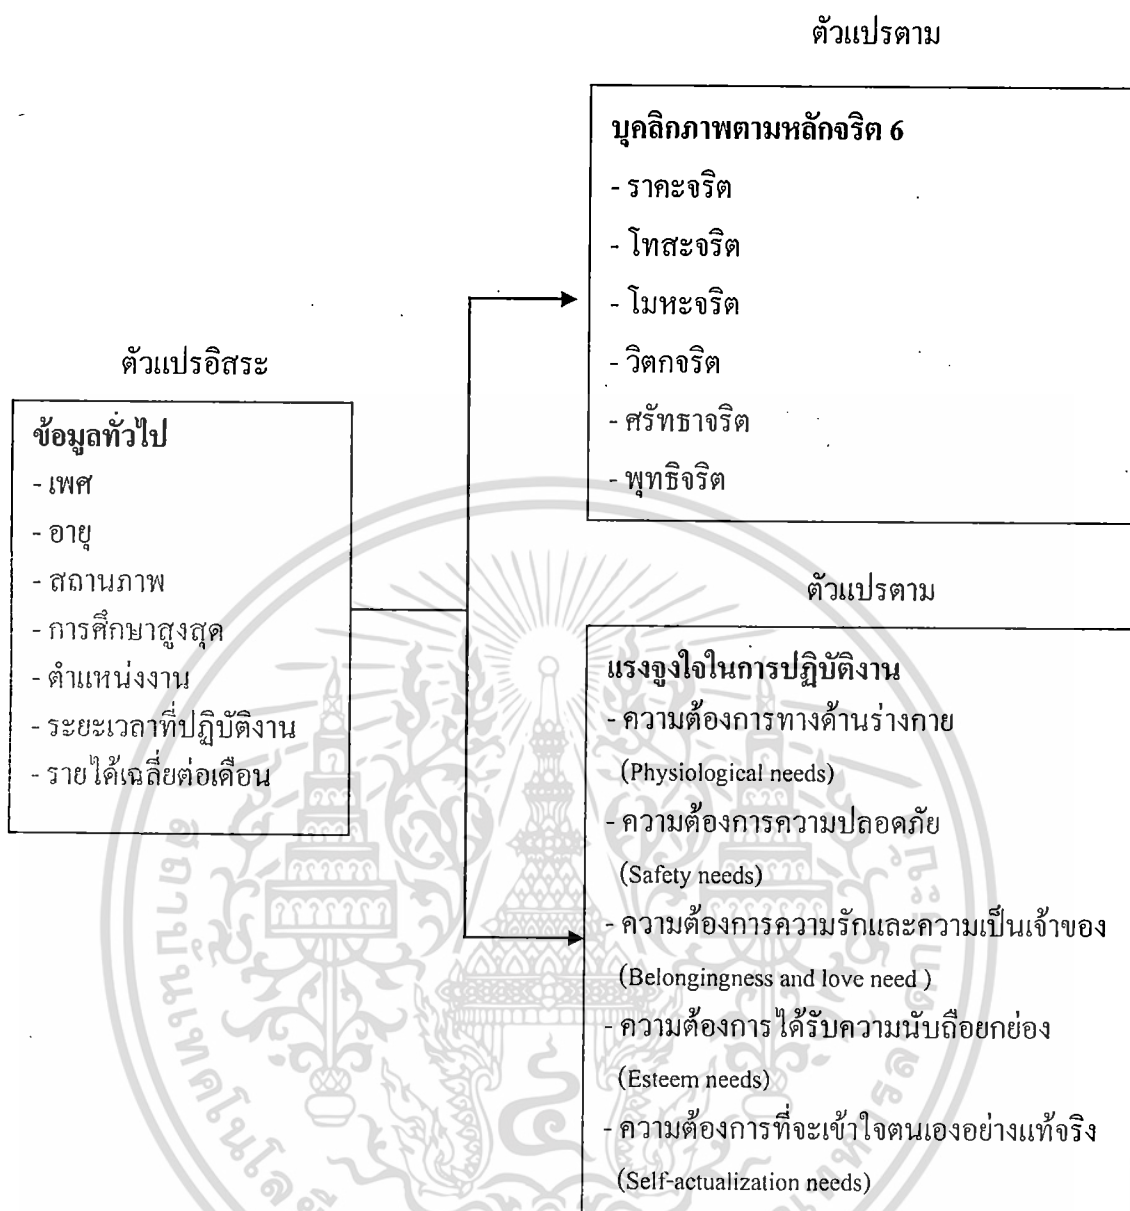 ตัวแปรตาม
บุคลิกภาพตามหลักจริต 6
- ราคะจริต
- โทสะจริต
- โมหะจริต
- วิตกจริต
- ศรัทธาจริต
- พุทธิจริต
ตัวแปรอิสระ
ข้อมูลทั่วไป
- เพศ
- อายุ
- สถานภาพ
- การศึกษาสูงสุด
- ตำแหน่งงาน
- ระยะเวลาที่ปฏิบัติงาน
- รายได้เฉลี่ยต่อเดือน
ตัวแปรตาม
แรงจูงใจในการปฏิบัติงาน
- ความต้องการทางด้านร่างกาย
(Physiological needs)
- ความต้องการความปลอดภัย
(Safety needs)
- ความต้องการความรักและความเป็นเจ้าของ
(Belongingness and love need )
- ความต้องการได้รับความนับถือยกย่อง
(Esteem needs)
- ความต้องการที่จะเข้าใจตนเองอย่างแท้จริง
(Self-actualization needs)